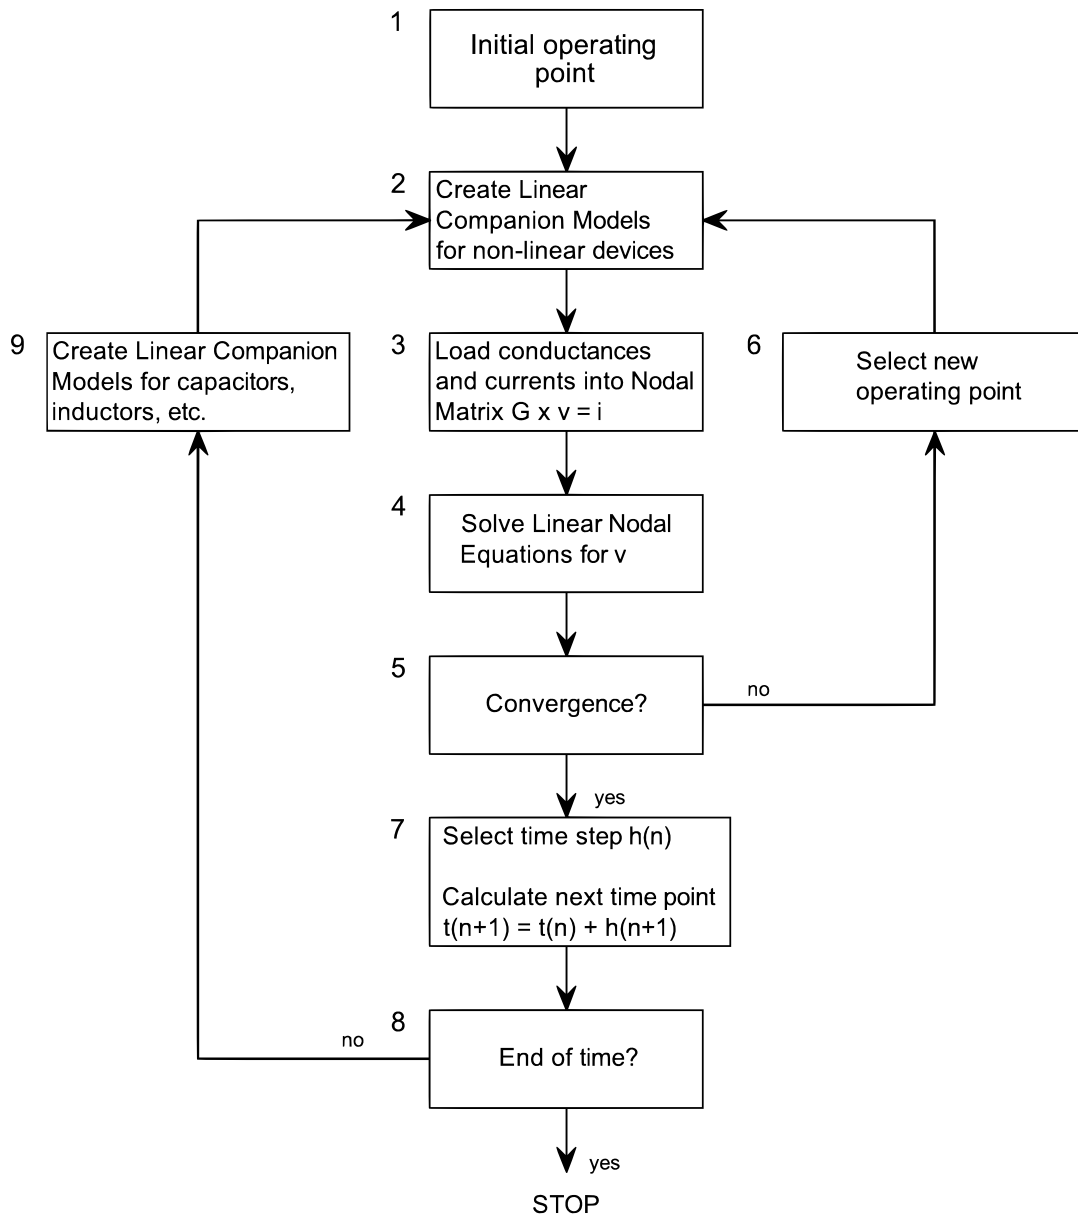 1
Initial operating
point
2
Create Linear
Companion Models
for non-linear devices
9
Create Linear Companion
Models for capacitors,
inductors, etc.
3
Load conductances
and currents into Nodal
Matrix G x v = i
6
Select new
operating point
4
Solve Linear Nodal
Equations for v
5
Convergence?
no
yes
7
Select time step h(n)
Calculate next time point
t(n+1) = t(n) + h(n+1)
8
no
End of time?
yes
STOP